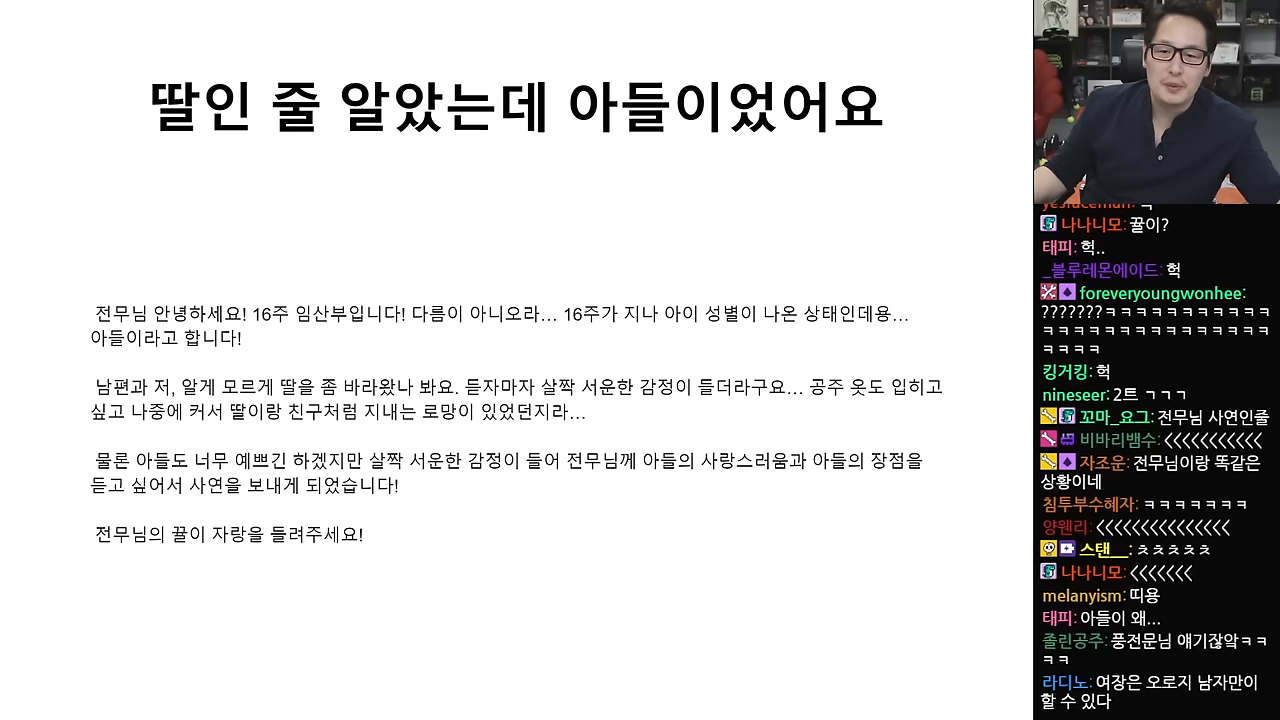 딸인 줄 알았는데 아들이었어요
전무님 안녕하세요! 16주 임산부입니다! 다름이 아니오라... 16주가 지나 아이 성별이 나온 상태인데용...
아들이라고 합니다!
남편과 저, 알게 모르게 딸을 좀 바라왔나 봐요. 듣자마자 살짝 서운한 감정이 들더라구요... 공주 옷도 입히고
싶고 나중에 커서 딸이랑 친구처럼 지내는 로망이 있었던지라...
물론 아들도 너무 예쁘긴 하겠지만 살짝 서운한 감정이 들어 전무님께 아들의 사랑스러움과 아들의 장점을
듣고 싶어서 사연을 보내게 되었습니다!
전무님의 뀰이 자랑을 들려주세요!
나나니모: 뀰이?
태피: 헉..
_블루레몬에이드: 헉
foreveryoungwonhee:
???????ㅋㅋㅋㅋㅋㅋㅋㅋㅋㅋ
ㅋㅋㅋㅋㅋㅋㅋㅋㅋㅋㅋㅋㅋㅋ
ㅋㅋㅋㅋ
킹거킹: 헉
nineseer: 2트 ㄱㄱㄱ
꼬마_요그: 전무님 사연인줄
비바리뱀수: 〈〈〈〈〈〈〈〈〈〈〈
자조운: 전무님이랑 똑같은
상황이네
침투부수혜자: ㅋㅋㅋㅋㅋㅋㅋ
양웬리: 〈〈〈〈〈〈〈〈〈〈〈〈〈〈〈
스탠__: ㅊㅊㅊㅊㅊ
나나니모: 〈〈〈〈〈〈〈
melanyism: 띠용
태피: 아들이 왜...
졸린공주: 풍전문님 얘기잖앜ㅋㅋ
ㅋㅋ
라디노: 여장은 오로지 남자만이
할 수 있다